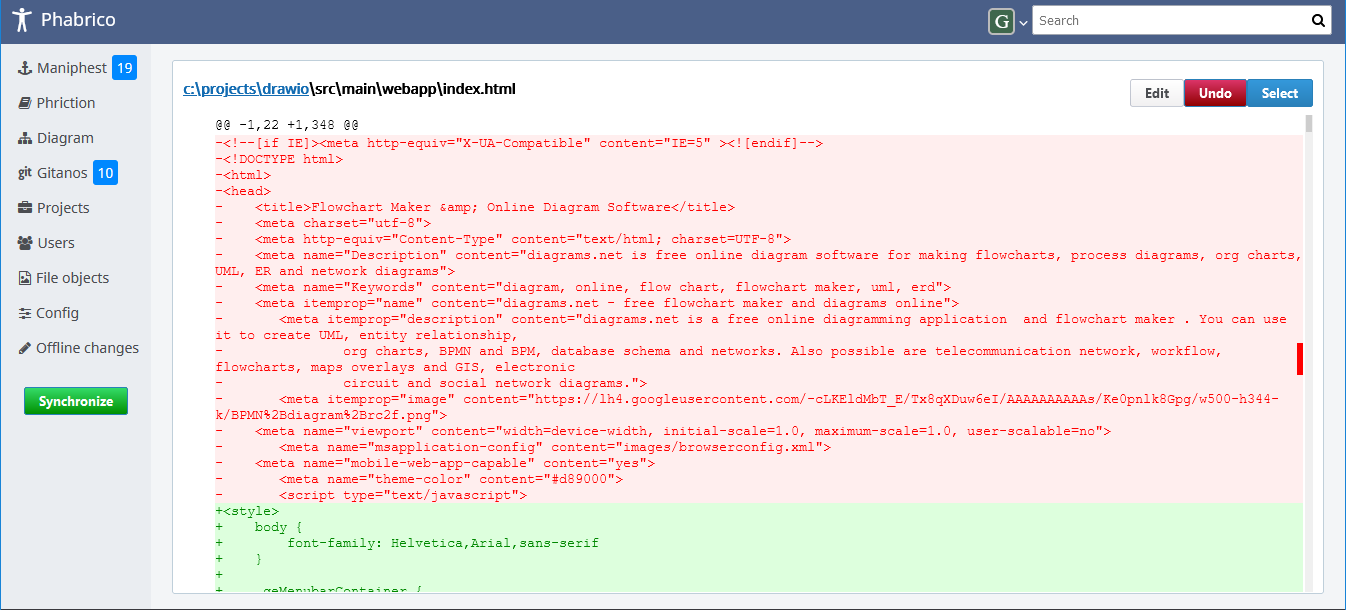 Phabrico
G
Search
Maniphest 19
Phriction
Diagram
git Gitanos 10
Projects
Users
File objects
Config
Offline changes
Synchronize
c:\projects\drawio\src\main\webapp\index.html
Edit
Undo
Select
@@ -1,22 +1,348 @@
-<!--[if IE]><meta http-equiv="X-UA-Compatible" content="IE=5" ><![endif]-->
-<!DOCTYPE html>
-<html>
-<head>
-    <title>Flowchart Maker &amp; Online Diagram Software</title>
-    <meta charset="utf-8">
-    <meta http-equiv="Content-Type" content="text/html; charset=UTF-8">
-    <meta name="Description" content="diagrams.net is free online diagram software for making flowcharts, process diagrams, org charts,
UML, ER and network diagrams">
-    <meta name="Keywords" content="diagram, online, flow chart, flowchart maker, uml, erd">
-    <meta itemprop="name" content="diagrams.net - free flowchart maker and diagrams online">
-       <meta itemprop="description" content="diagrams.net is a free online diagramming application  and flowchart maker . You can use
it to create UML, entity relationship,
-               org charts, BPMN and BPM, database schema and networks. Also possible are telecommunication network, workflow,
flowcharts, maps overlays and GIS, electronic
-               circuit and social network diagrams.">
-       <meta itemprop="image" content="https://lh4.googleusercontent.com/-cLKEldMbT_E/Tx8qXDuw6eI/AAAAAAAAAAs/Ke0pnlk8Gpg/w500-h344-
k/BPMN%2Bdiagram%2Brc2f.png">
-    <meta name="viewport" content="width=device-width, initial-scale=1.0, maximum-scale=1.0, user-scalable=no">
-       <meta name="msapplication-config" content="images/browserconfig.xml">
-    <meta name="mobile-web-app-capable" content="yes">
-       <meta name="theme-color" content="#d89000">
-       <script type="text/javascript">
+<style>
+    body {
+        font-family: Helvetica,Arial,sans-serif
+    }
+
+    .geMenubarContainer {